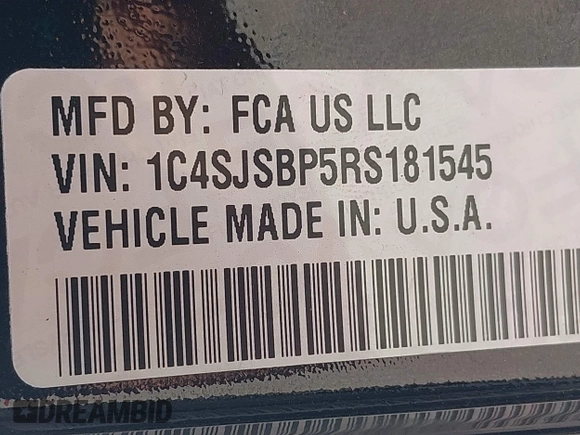 MFD BY: FCA US LLC
VIN: 1C4SJSBP5RS181545
VEHICLE MADE IN: U.S.A.
DREAMBID